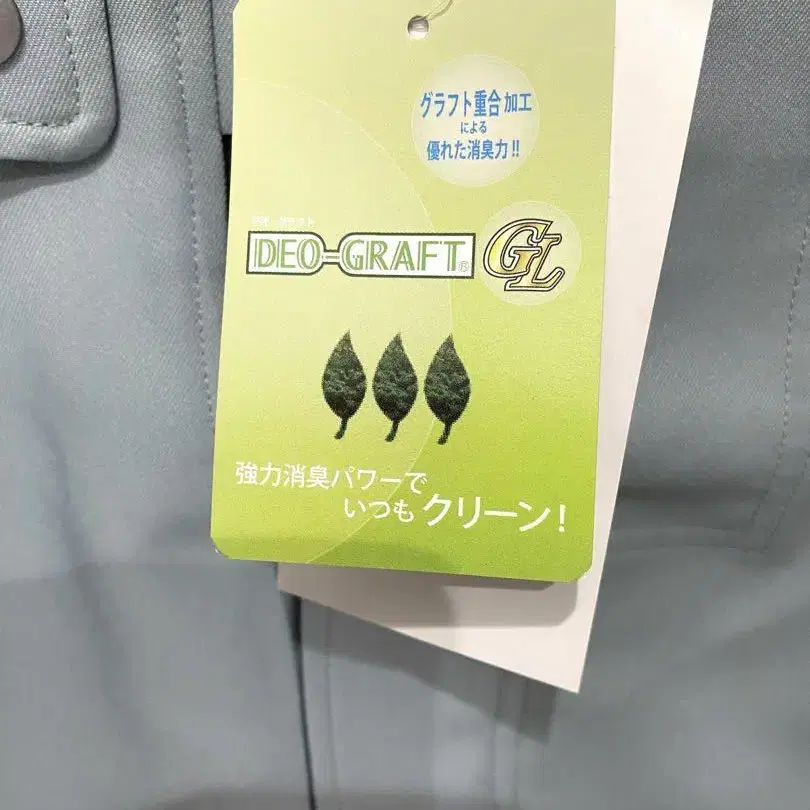 グラフト重合加工
による
優れた消臭力!!
DEO-GRAFT®
GL
強力消臭パワーで
いつもクリーン!